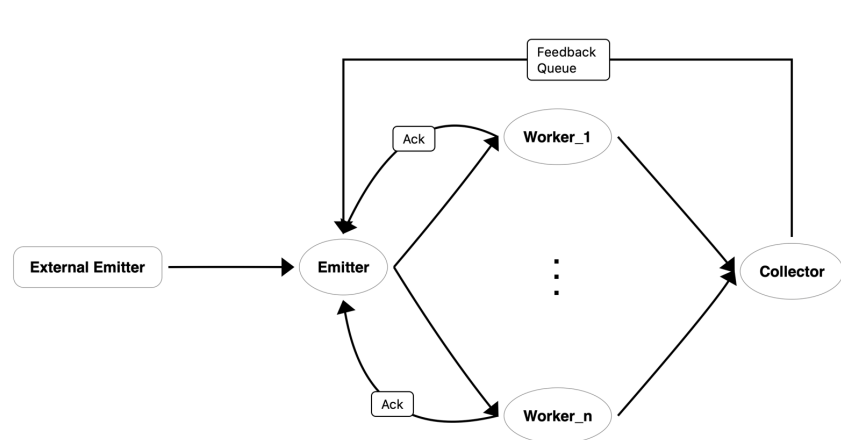 Feedback
Queue
Ack
Worker_1
External Emitter
Emitter
Collector
Ack
Worker_n